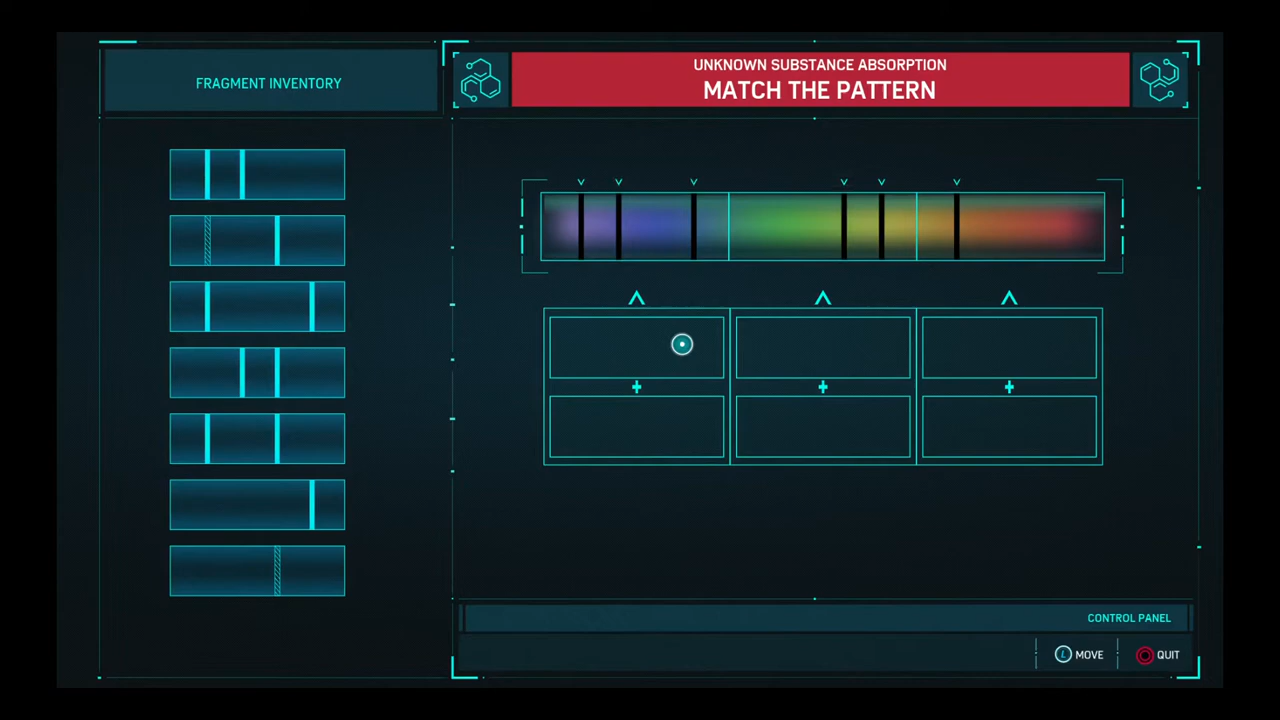 FRAGMENT INVENTORY
UNKNOWN SUBSTANCE ABSORPTION
MATCH THE PATTERN
CONTROL PANEL
L MOVE
QUIT